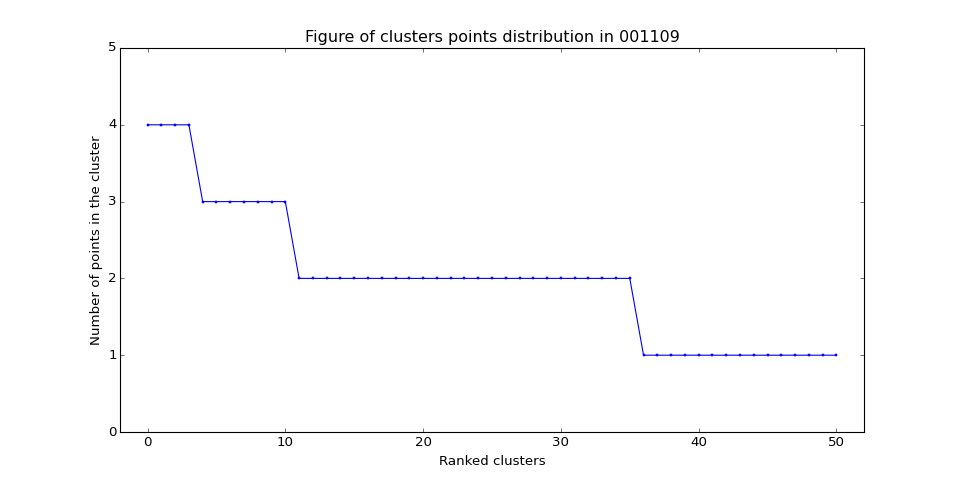 Figure of clusters points distribution in 001109
5
4
3
2
1
0
Number of points in the cluster
0 10 20 30 40 50
Ranked clusters